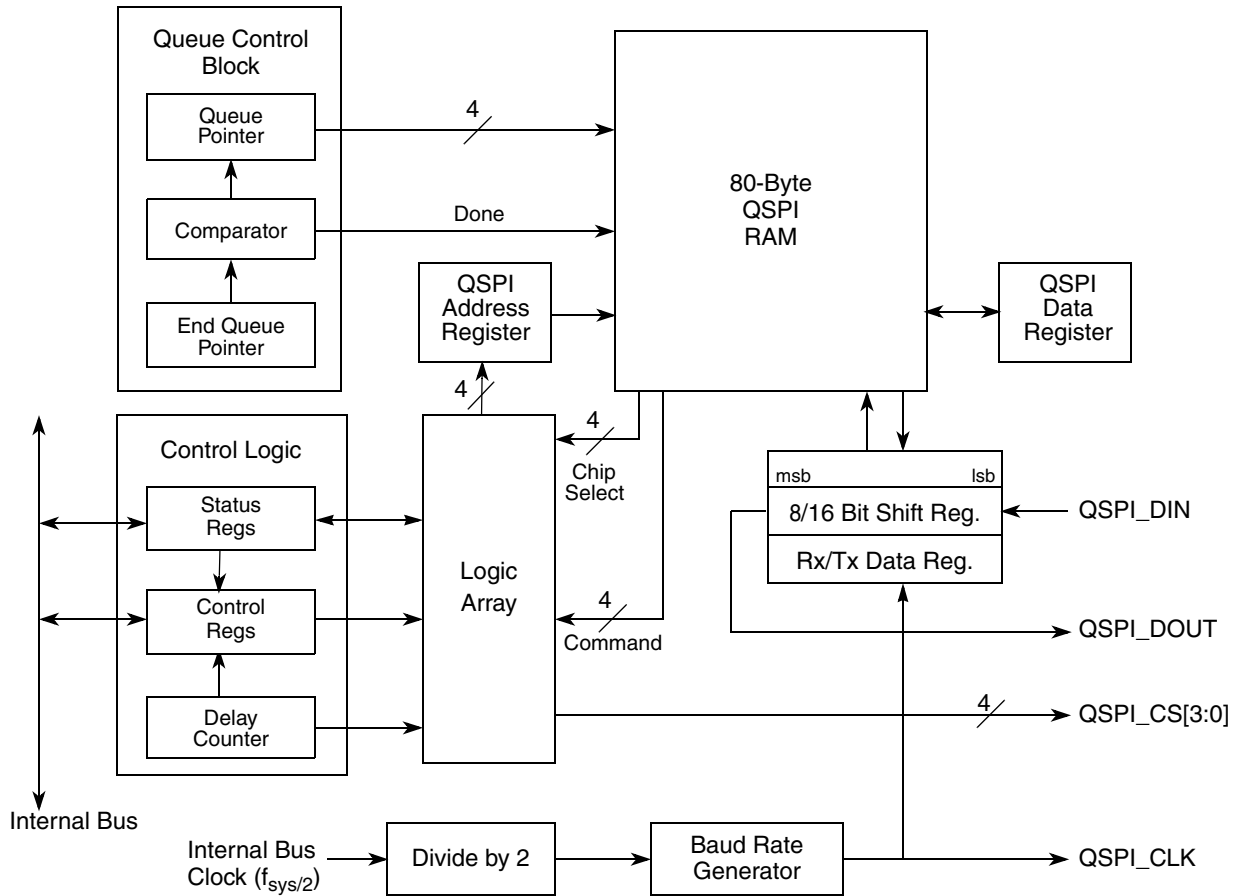 Queue Control
Block
Queue
Pointer
4
Comparator
Done
End Queue
Pointer
80-Byte
QSPI
RAM
QSPI
Address
Register
QSPI
Data
Register
4
4
Chip
Select
Control Logic
Status
Regs
Control
Regs
Delay
Counter
Logic
Array
4
Command
msb
lsb
8/16 Bit Shift Reg.
Rx/Tx Data Reg.
QSPI_DIN
QSPI_DOUT
4
QSPI_CS[3:0]
Internal Bus
Internal Bus
Clock (fsys/2)
Divide by 2
Baud Rate
Generator
QSPI_CLK